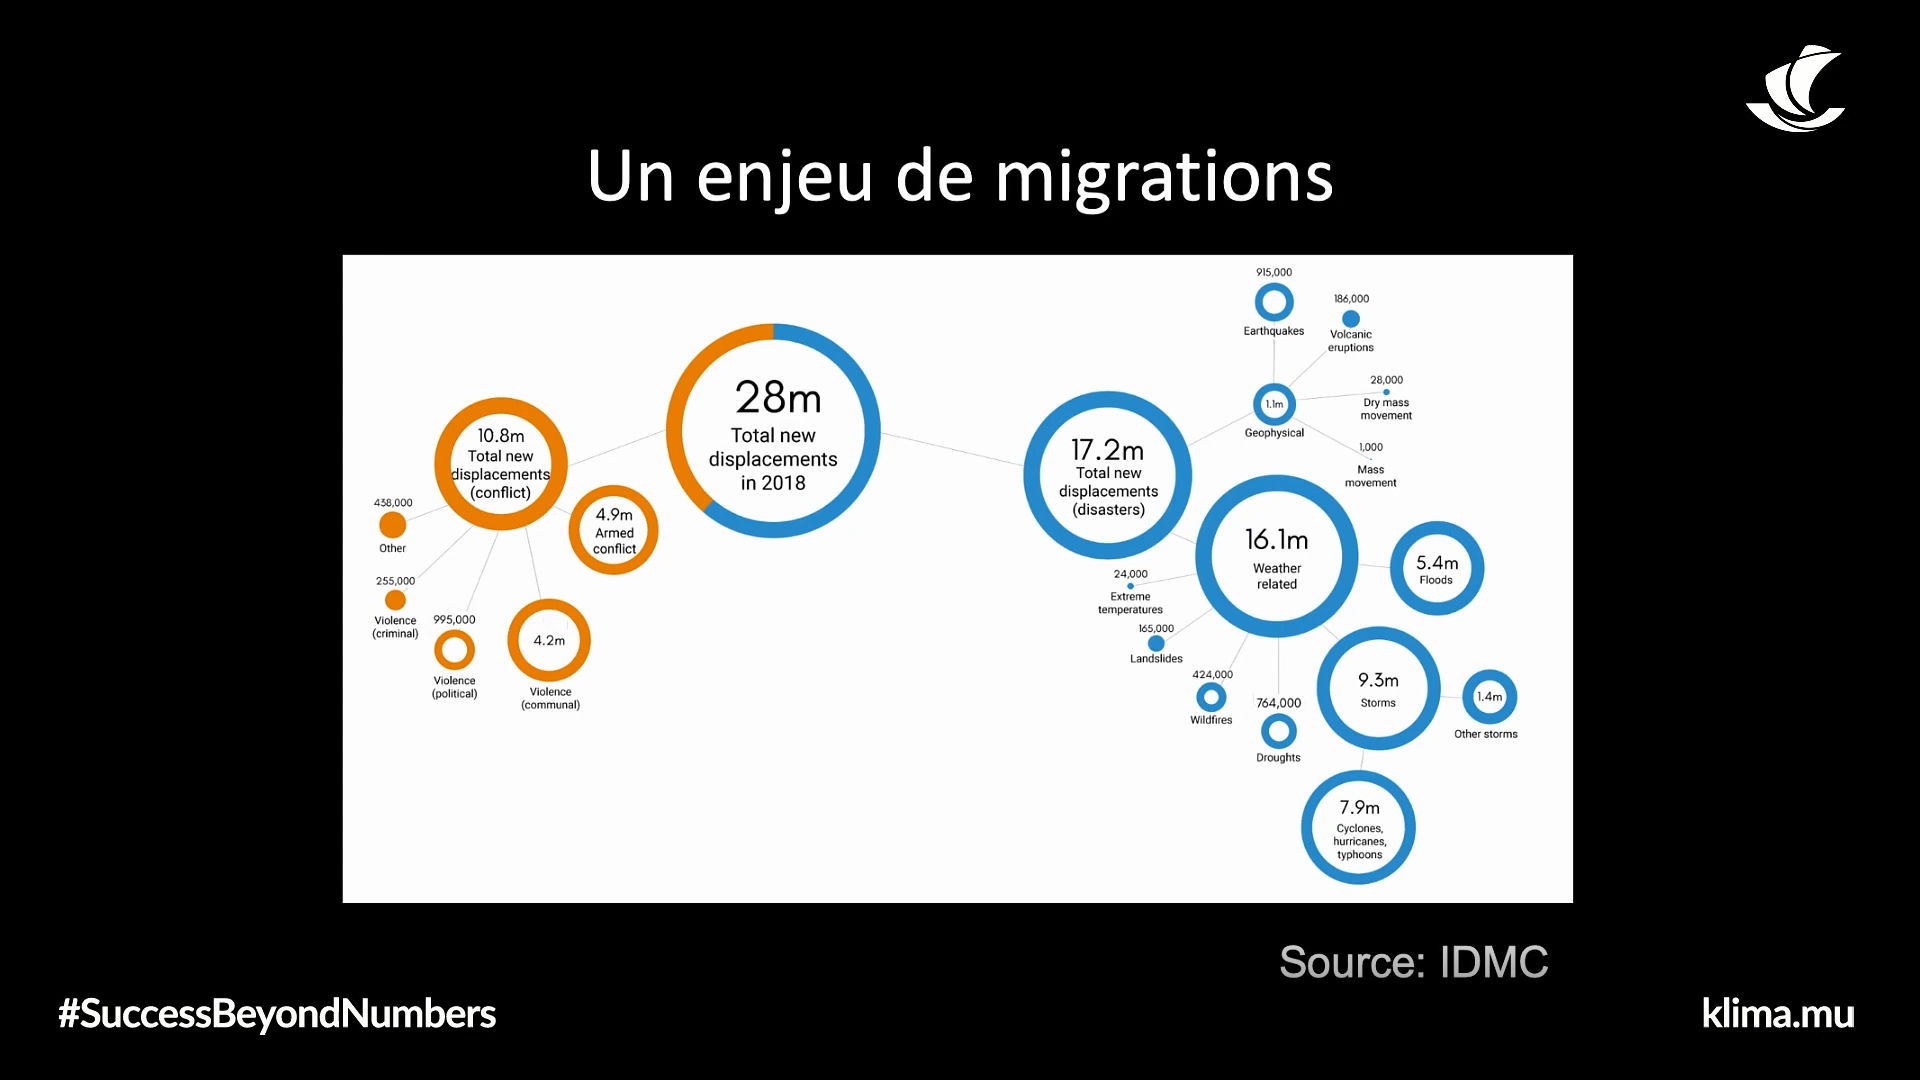 Un enjeu de migrations
28m
Total new
displacements
in 2018
10.8m
Total new
displacements
(conflict)
438,000
Other
255,000
Violence
(criminal)
995,000
Violence
(political)
4.2m
Violence
(communal)
4.9m
Armed
conflict
17.2m
Total new
displacements
(disasters)
1.1m
Geophysical
915,000
Earthquakes
186,000
Volcanic
eruptions
28,000
Dry mass
movement
1,000
Mass
movement
16.1m
Weather
related
24,000
Extreme
temperatures
165,000
Landslides
424,000
Wildfires
764,000
Droughts
5.4m
Floods
9.3m
Storms
1.4m
Other storms
7.9m
Cyclones,
hurricanes,
typhoons
Source: IDMC
#SuccessBeyondNumbers
klima.mu